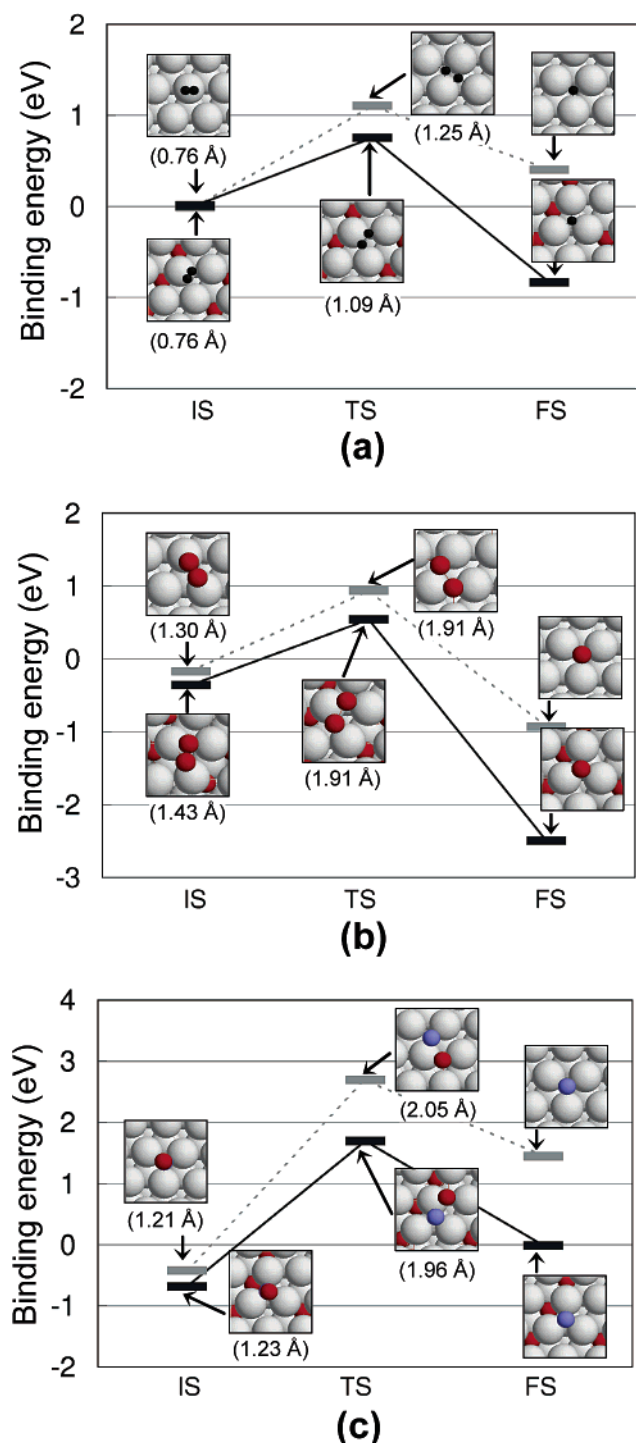 2
1
0
-1
-2
Binding energy (eV)
(0.76 Å)
(0.76 Å)
(1.25 Å)
(1.09 Å)
IS
TS
FS
(a)
2
1
0
-1
-2
-3
Binding energy (eV)
(1.30 Å)
(1.43 Å)
(1.91 Å)
(1.91 Å)
IS
TS
FS
(b)
4
3
2
1
0
-1
-2
Binding energy (eV)
(1.21 Å)
(1.23 Å)
(2.05 Å)
(1.96 Å)
IS
TS
FS
(c)